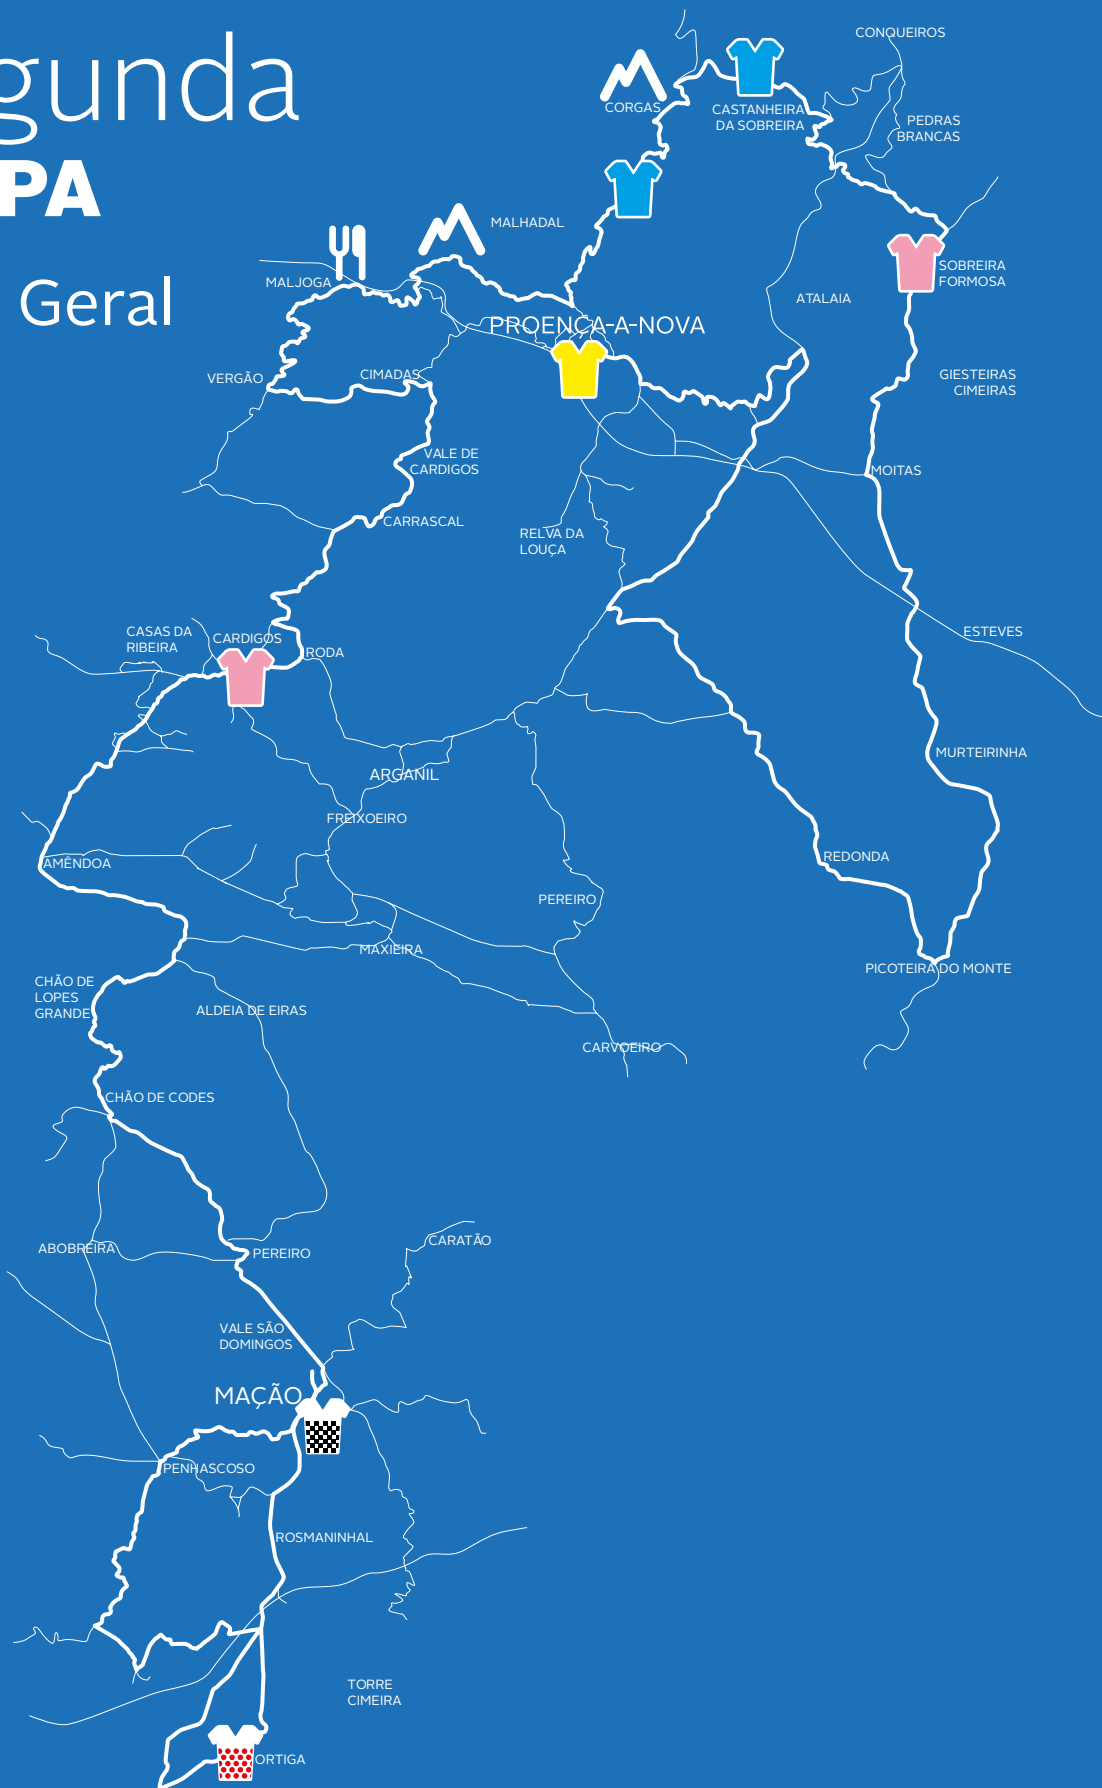 gunda
PA
Geral
CONQUEIROS
CORGAS
CASTANHEIRA
DA SOBREIRA
PEDRAS
BRANCAS
MALHADAL
MALJOGA
SOBREIRA
FORMOSA
ATALAIA
PROENÇA-A-NOVA
VERGÃO
CIMADAS
GIESTEIRAS
CIMEIRAS
VALE DE
CARDIGOS
MOITAS
CARRASCAL
RELVA DA
LOUÇA
CASAS DA
RIBEIRA
CARDIGOS
RODA
ESTEVES
MURTEIRINHA
ARGANIL
FREIXOEIRO
AMÊNDOA
REDONDA
PEREIRO
MAXIEIRA
PICOTEIRA DO MONTE
CHÃO DE
LOPES
GRANDE
ALDEIA DE EIRAS
CARVOEIRO
CHÃO DE CODES
CARATÃO
ABOBREIRA
PEREIRO
VALE SÃO
DOMINGOS
MAÇÃO
PENHASCOSO
ROSMANINHAL
TORRE
CIMEIRA
ORTIGA